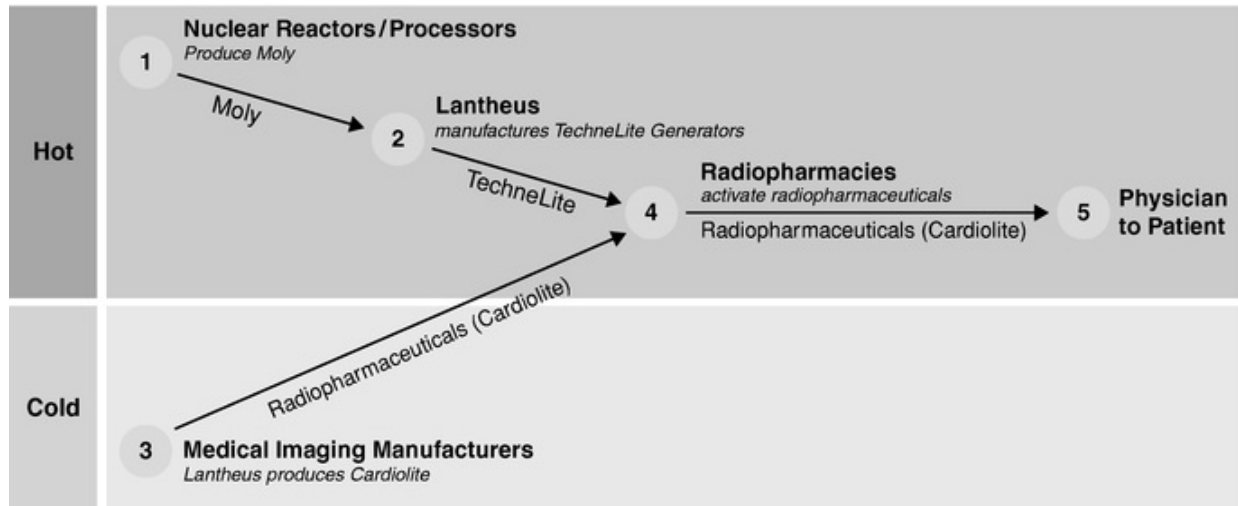 Hot
1
Nuclear Reactors/Processors
Produce Moly
Moly
2
Lantheus
manufactures TechneLite Generators
TechneLite
4
Radiopharmacies
activate radiopharmaceuticals
Radiopharmaceuticals (Cardiolite)
5
Physician
to Patient
Radiopharmaceuticals (Cardiolite)
Cold
3
Medical Imaging Manufacturers
Lantheus produces Cardiolite